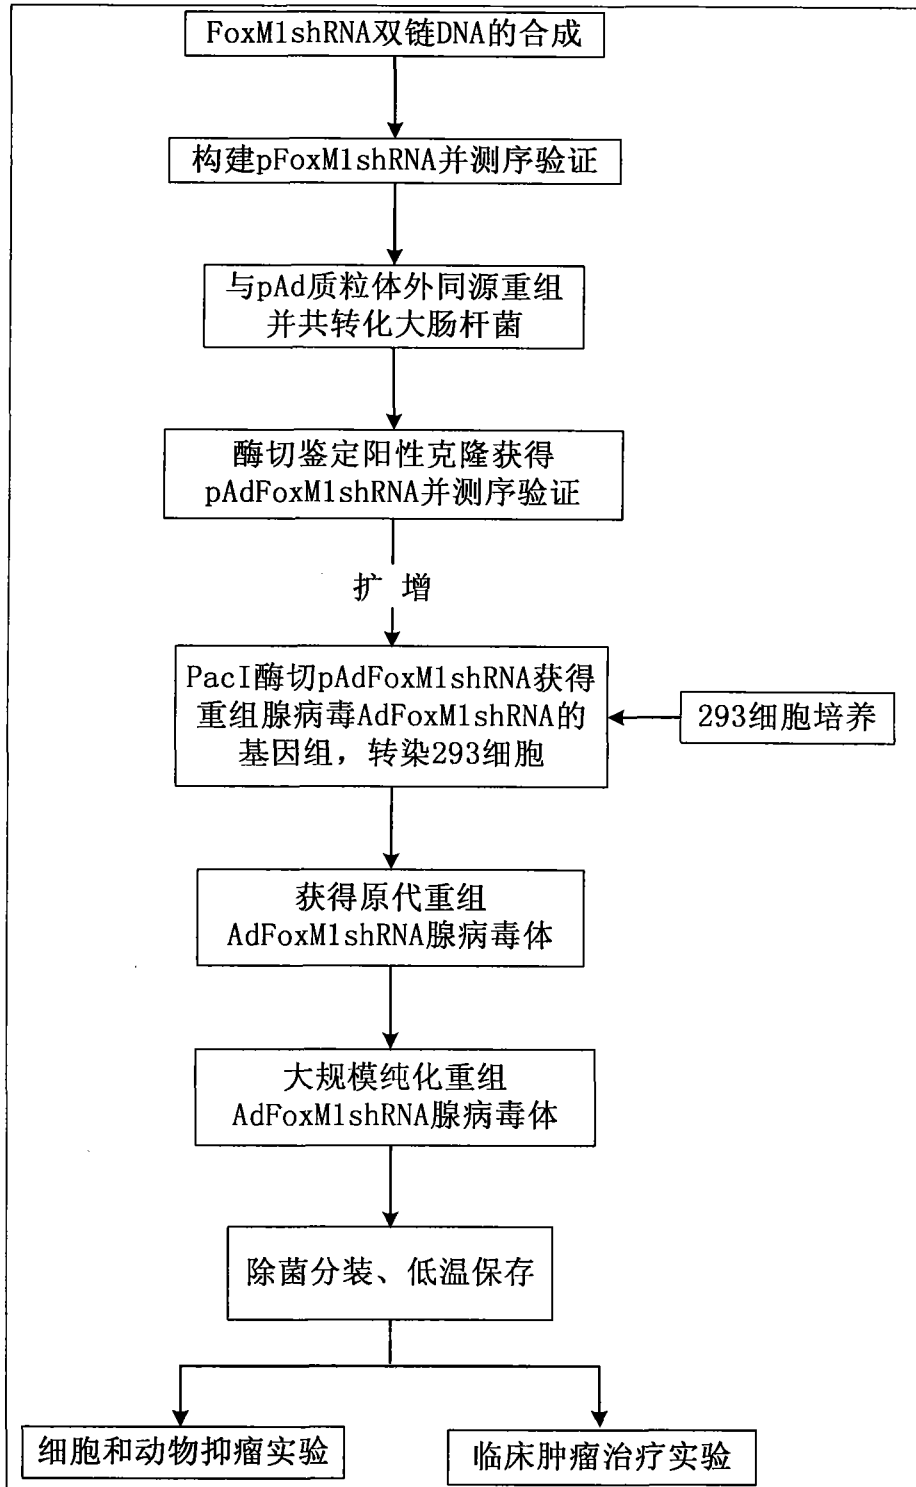 FoxM1shRNA双链DNA的合成
构建pFoxM1shRNA并测序验证
与pAd质粒体外同源重组
并共转化大肠杆菌
酶切鉴定阳性克隆获得
pAdFoxM1shRNA并测序验证
扩 增
PacI酶切pAdFoxM1shRNA获得
重组腺病毒AdFoxM1shRNA的
基因组，转染293细胞
293细胞培养
获得原代重组
AdFoxM1shRNA腺病毒体
大规模纯化重组
AdFoxM1shRNA腺病毒体
除菌分装、低温保存
细胞和动物抑瘤实验
临床肿瘤治疗实验